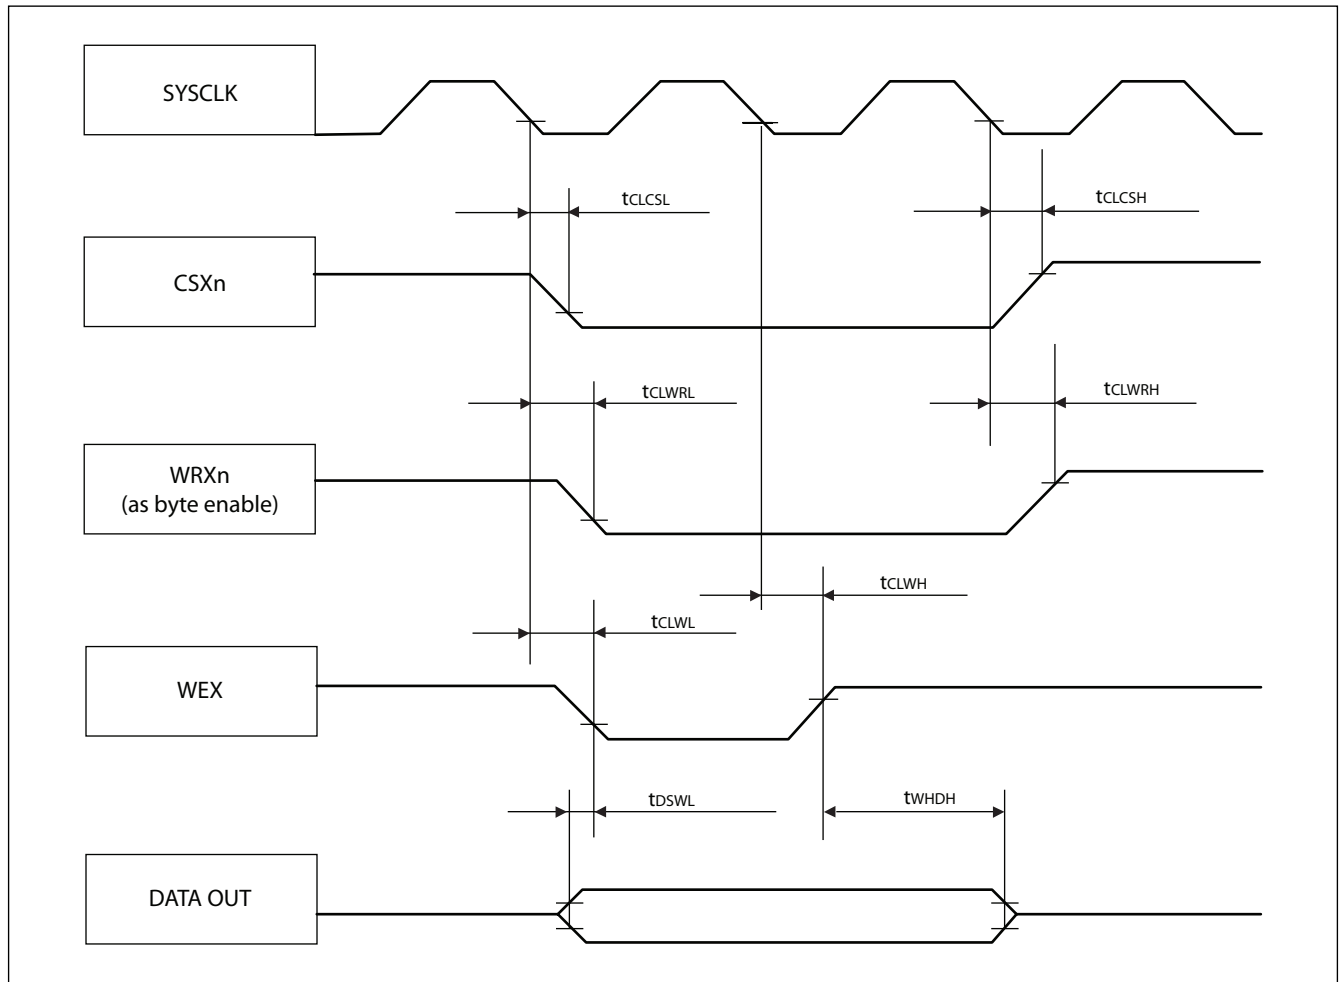 SYSCLK
tCLCSL
tCLCSH
CSXn
tCLWRL
tCLWRH
WRXn
(as byte enable)
tCLWH
tCLWL
WEX
tDSWL
tWHDH
DATA OUT